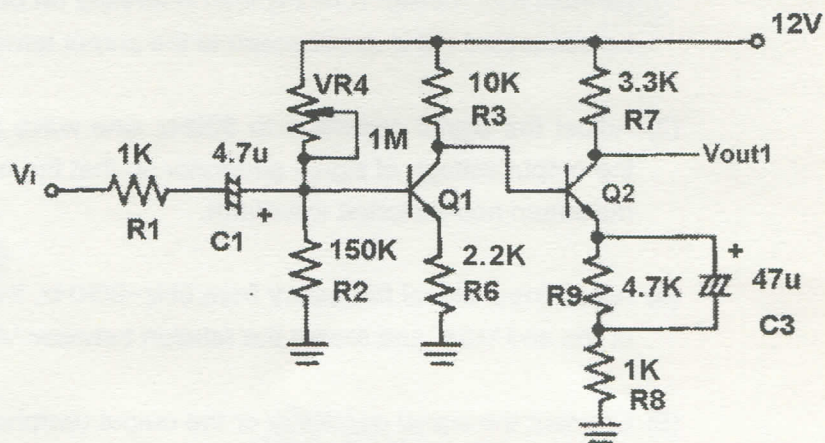 12V
VR4
10K
3.3K
R3
R7
1M
1K
4.7u
Vout1
Vi
Q1
Q2
R1
+
C1
150K
2.2K
+
R2
R6
R9
4.7K
47u
C3
1K
R8